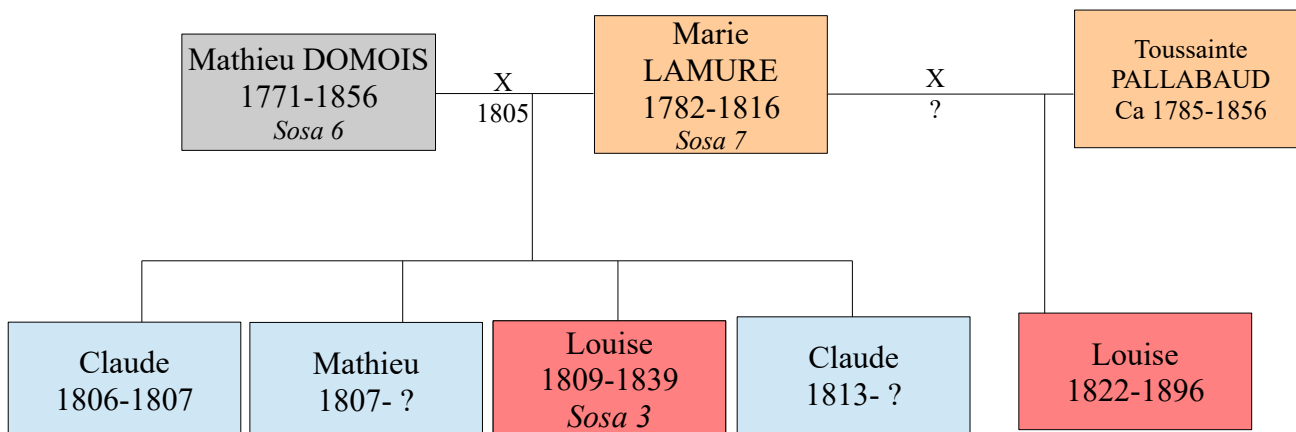 Mathieu DOMOIS
1771-1856
Sosa 6
X
1805
Marie
LAMURE
1782-1816
Sosa 7
X
?
Toussainte
PALLABAUD
Ca 1785-1856
Claude
1806-1807
Mathieu
1807- ?
Louise
1809-1839
Sosa 3
Claude
1813- ?
Louise
1822-1896